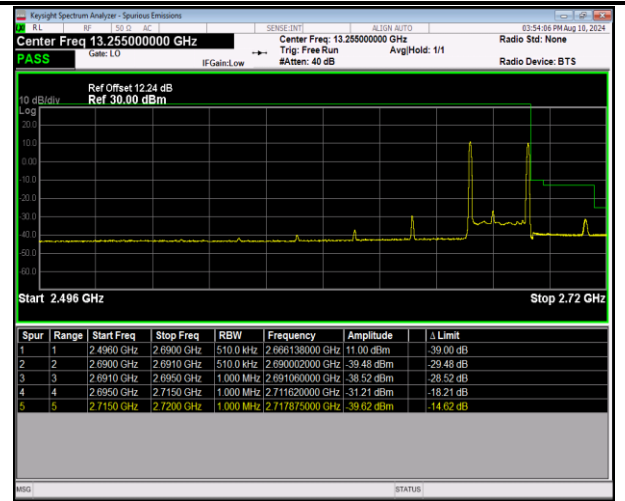 Keysight Spectrum Analyzer - Spurious Emissions
RL RF 50 Ω AC SENSE:INT ALIGN AUTO 03:54:06 PM Aug 10, 2024
Center Freq 13.255000000 GHz Center Freq: 13.255000000 GHz Radio Std: None
PASS Gate: LO IFGain:Low Trig: Free Run Avg|Hold: 1/1
#Atten: 40 dB Radio Device: BTS
Ref Offset 12.24 dB
10 dB/div Ref 30.00 dBm
Log
20.0
10.0
0.00
-10.0
-20.0
-30.0
-40.0
-50.0
-60.0
Start 2.496 GHz Stop 2.72 GHz
Spur Range Start Freq Stop Freq RBW Frequency Amplitude Δ Limit
1 1 2.4960 GHz 2.6900 GHz 510.0 kHz 2.666138000 GHz 11.00 dBm -39.00 dB
2 2 2.6900 GHz 2.6910 GHz 510.0 kHz 2.690002000 GHz -39.48 dBm -29.48 dB
3 3 2.6910 GHz 2.6950 GHz 1.000 MHz 2.691060000 GHz -38.52 dBm -28.52 dB
4 4 2.6950 GHz 2.7150 GHz 1.000 MHz 2.711620000 GHz -31.21 dBm -18.21 dB
5 5 2.7150 GHz 2.7200 GHz 1.000 MHz 2.717875000 GHz -39.62 dBm -14.62 dB
MSG STATUS